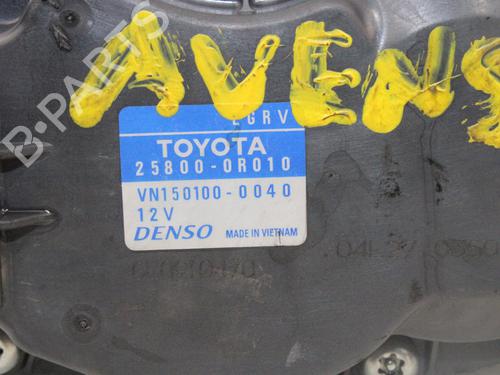 AVENS
EGRV
TOYOTA
25800-0R010
VN150100-0040
12V
DENSO MADE IN VIETNAM
B-PARTS